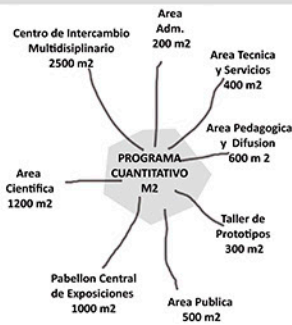 Centro de Intercambio
Multidisiplinario
2500 m2
Area
Adm.
200 m2
Area Tecnica
y Servicios
400 m2
Area Pedagogica
y Difusion
600 m 2
PROGRAMA
CUANTITATIVO
M2
Area
Cientifica
1200 m2
Taller de
Prototipos
300 m2
Pabellon Central
de Exposiciones
1000 m2
Area Publica
500 m2